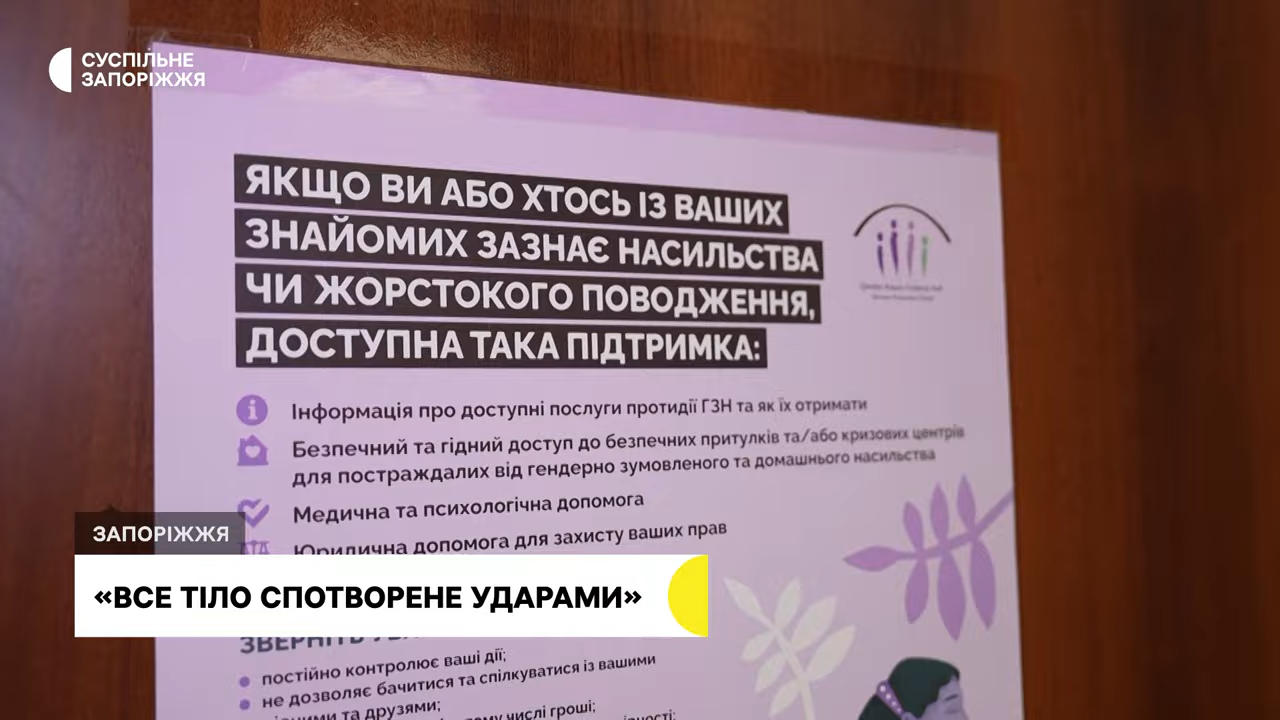 СУСПІЛЬНЕ
ЗАПОРІЖЖЯ
ЯКЩО ВИ АБО ХТОСЬ ІЗ ВАШИХ
ЗНАЙОМИХ ЗАЗНАЄ НАСИЛЬСТВА
ЧИ ЖОРСТОКОГО ПОВОДЖЕННЯ,
ДОСТУПНА ТАКА ПІДТРИМКА:
Інформація про доступні послуги протидії ГЗН та як їх отримати
Безпечний та гідний доступ до безпечних притулків та/або кризових центрів
для постраждалих від гендерно зумовленого та домашнього насильства
Медична та психологічна допомога
Юридична допомога для захисту ваших прав
ЗАПОРІЖЖЯ
«ВСЕ ТІЛО СПОТВОРЕНЕ УДАРАМИ»
постійно контролює ваші дії;
не дозволяє бачитися та спілкуватися із вашими
та друзями;
числі гроші;